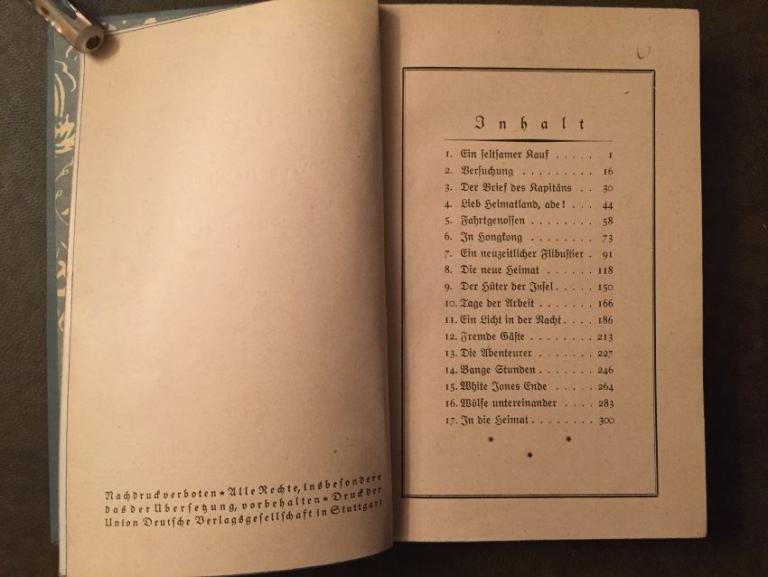 Nachdruck verboten * Alle Rechte, insbesondere
das der Übersetzung, vorbehalten * Druck der
Union Deutsche Verlagsgesellschaft in Stuttgart
Inhalt
1. Ein seltsamer Kauf . . . . . 1
2. Versuchung . . . . . . . . . 16
3. Der Brief des Kapitäns . . 30
4. Lieb Heimatland, ade! . . . 44
5. Fahrtgenossen . . . . . . . . 58
6. In Hongkong . . . . . . . . 73
7. Ein neuzeitlicher Flibustier . 91
8. Die neue Heimat . . . . . . 118
9. Der Hüter der Insel . . . . . 150
10. Tage der Arbeit . . . . . . . 166
11. Ein Licht in der Nacht . . . . 186
12. Fremde Gäste . . . . . . . . 213
13. Die Abenteurer . . . . . . . 227
14. Bange Stunden . . . . . . . 246
15. White Jones Ende . . . . . 264
16. Wölfe untereinander . . . . 283
17. In die Heimat . . . . . . . . 300